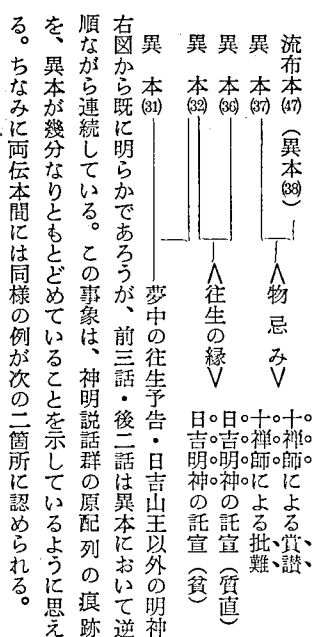 流布本(47)(異本(38))
〈物忌み〉
十禅師による賞讃
異本(37)
十禅師による批難
異本(36)
〈往生の縁〉
日吉明神の託宣(質直)
異本(32)
日吉明神の託宣(貧)
異本(31)
夢中の往生予告・日吉山王以外の明神
右図から既に明らかであろうが、前三話・後二話は異本において逆
順ながら連続している。この事象は、神明説話群の原配列の痕跡
を、異本が幾分なりともとどめていることを示しているように思え
る。ちなみに両伝本間には同様の例が次の二箇所に認められる。